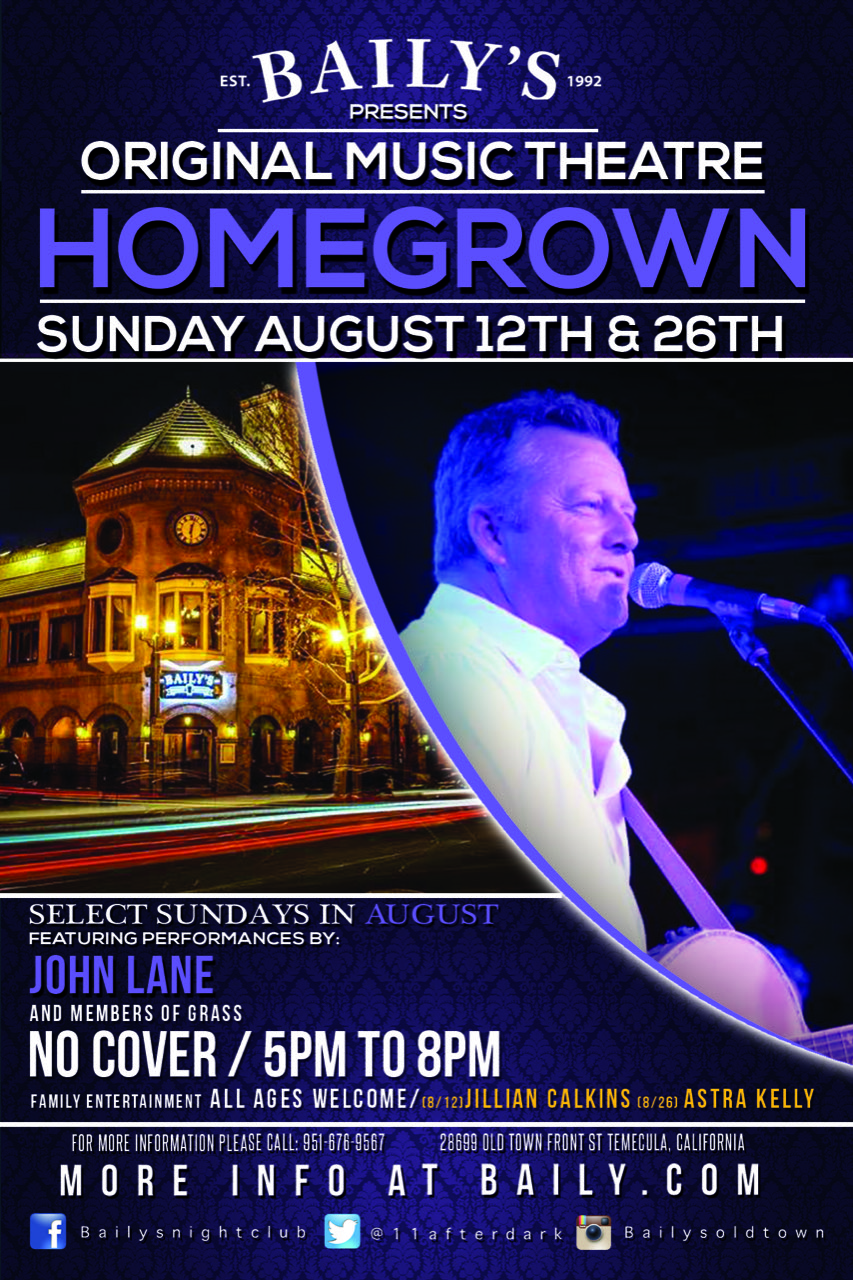 EST. BAILY'S 1992
PRESENTS
ORIGINAL MUSIC THEATRE
HOMEGROWN
SUNDAY AUGUST 12TH & 26TH
BAILY'S
SELECT SUNDAYS IN AUGUST
FEATURING PERFORMANCES BY:
JOHN LANE
AND MEMBERS OF GRASS
NO COVER / 5PM TO 8PM
FAMILY ENTERTAINMENT ALL AGES WELCOME/(8/12)JILLIAN CALKINS (8/26) ASTRA KELLY
FOR MORE INFORMATION PLEASE CALL: 951-676-9567 28699 OLD TOWN FRONT ST TEMECULA, CALIFORNIA
MORE INFO AT BAILY.COM
Bailysnightclub @11afterdark Bailysoldtown